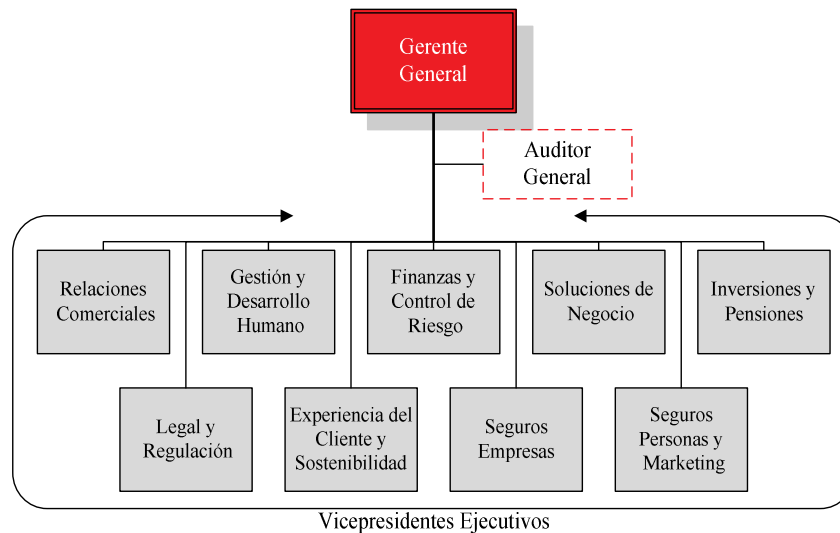 Gerente
General
Auditor
General
Relaciones
Comerciales
Gestión y
Desarrollo
Humano
Finanzas y
Control de
Riesgo
Soluciones de
Negocio
Inversiones y
Pensiones
Legal y
Regulación
Experiencia del
Cliente y
Sostenibilidad
Seguros
Empresas
Seguros
Personas y
Marketing
Vicepresidentes Ejecutivos